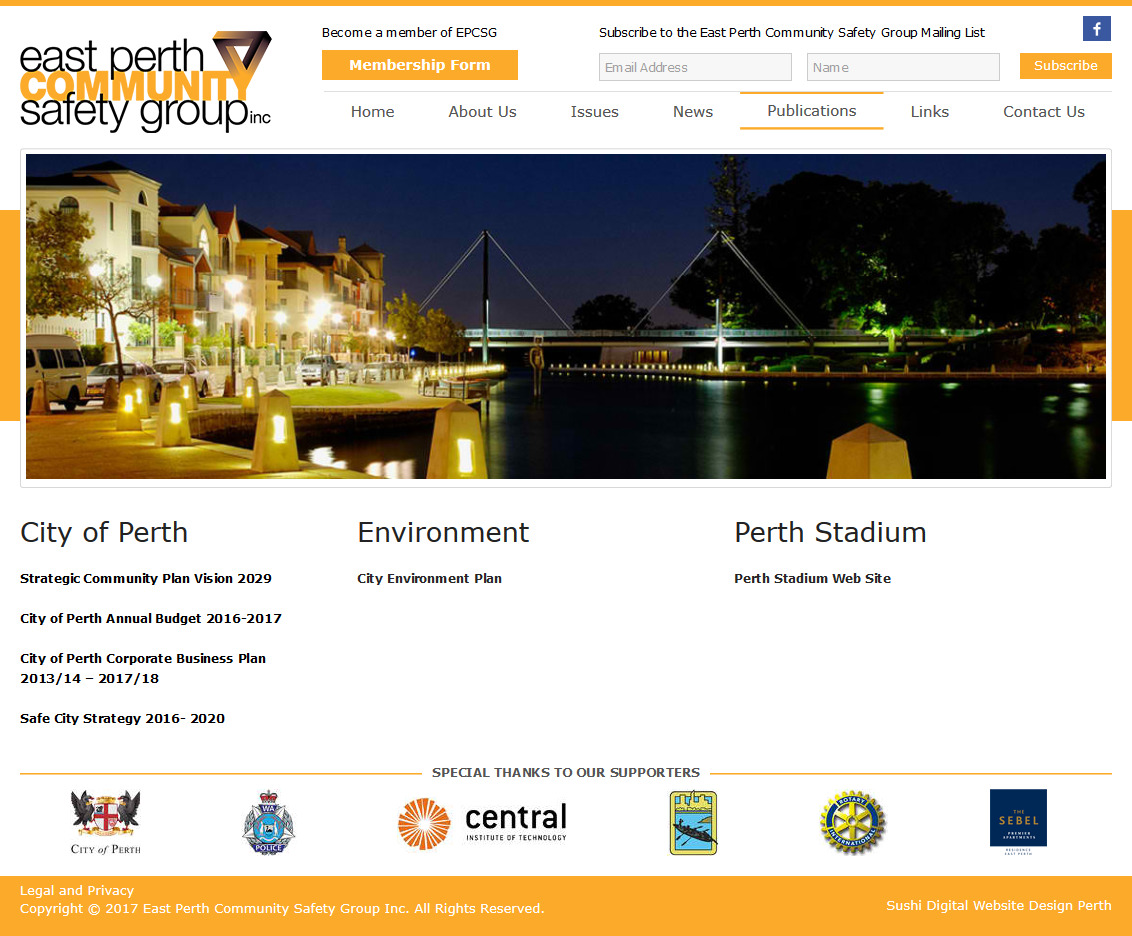 east perth
COMMUNITY
safety group inc
Become a member of EPCSG
Membership Form
Subscribe to the East Perth Community Safety Group Mailing List
f
Email Address
Name
Subscribe
Home
About Us
Issues
News
Publications
Links
Contact Us
City of Perth
Strategic Community Plan Vision 2029
City of Perth Annual Budget 2016-2017
City of Perth Corporate Business Plan
2013/14 – 2017/18
Safe City Strategy 2016- 2020
Environment
City Environment Plan
Perth Stadium
Perth Stadium Web Site
SPECIAL THANKS TO OUR SUPPORTERS
CITY of PERTH
WA
POLICE
central
INSTITUTE OF TECHNOLOGY
ROTARY
INTERNATIONAL
THE
SEBEL
PREMIER
APARTMENTS
RESIDENCE
EAST PERTH
Legal and Privacy
Copyright © 2017 East Perth Community Safety Group Inc. All Rights Reserved.
Sushi Digital Website Design Perth